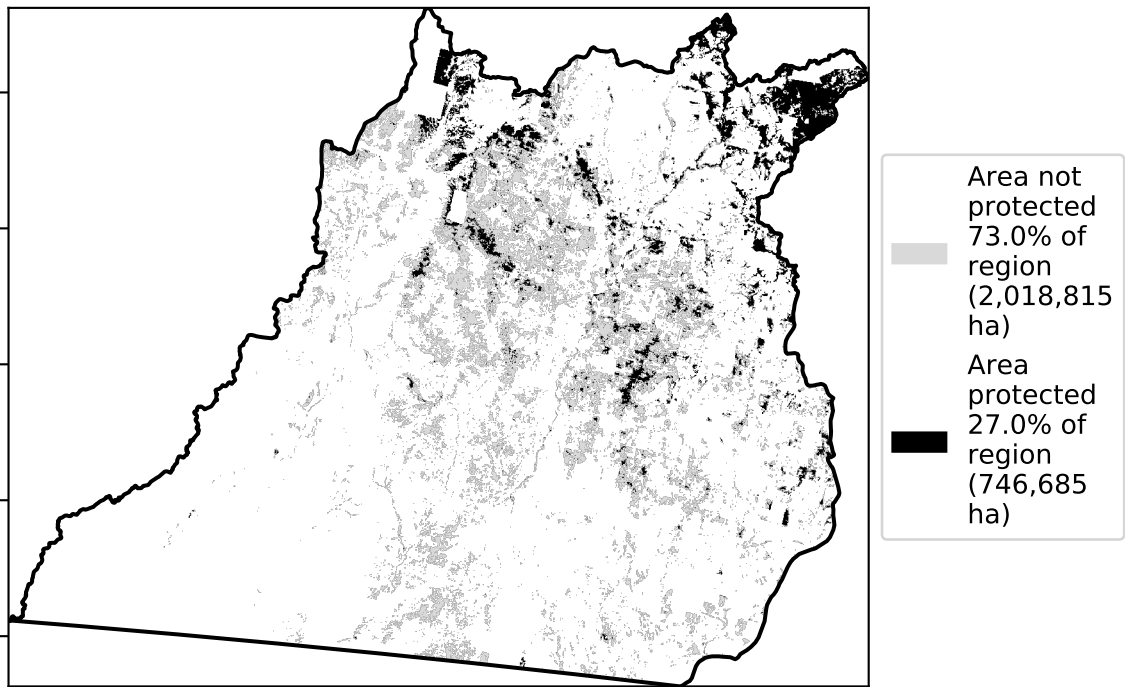 Area not
protected
73.0% of
region
(2,018,815
ha)
Area
protected
27.0% of
region
(746,685
ha)